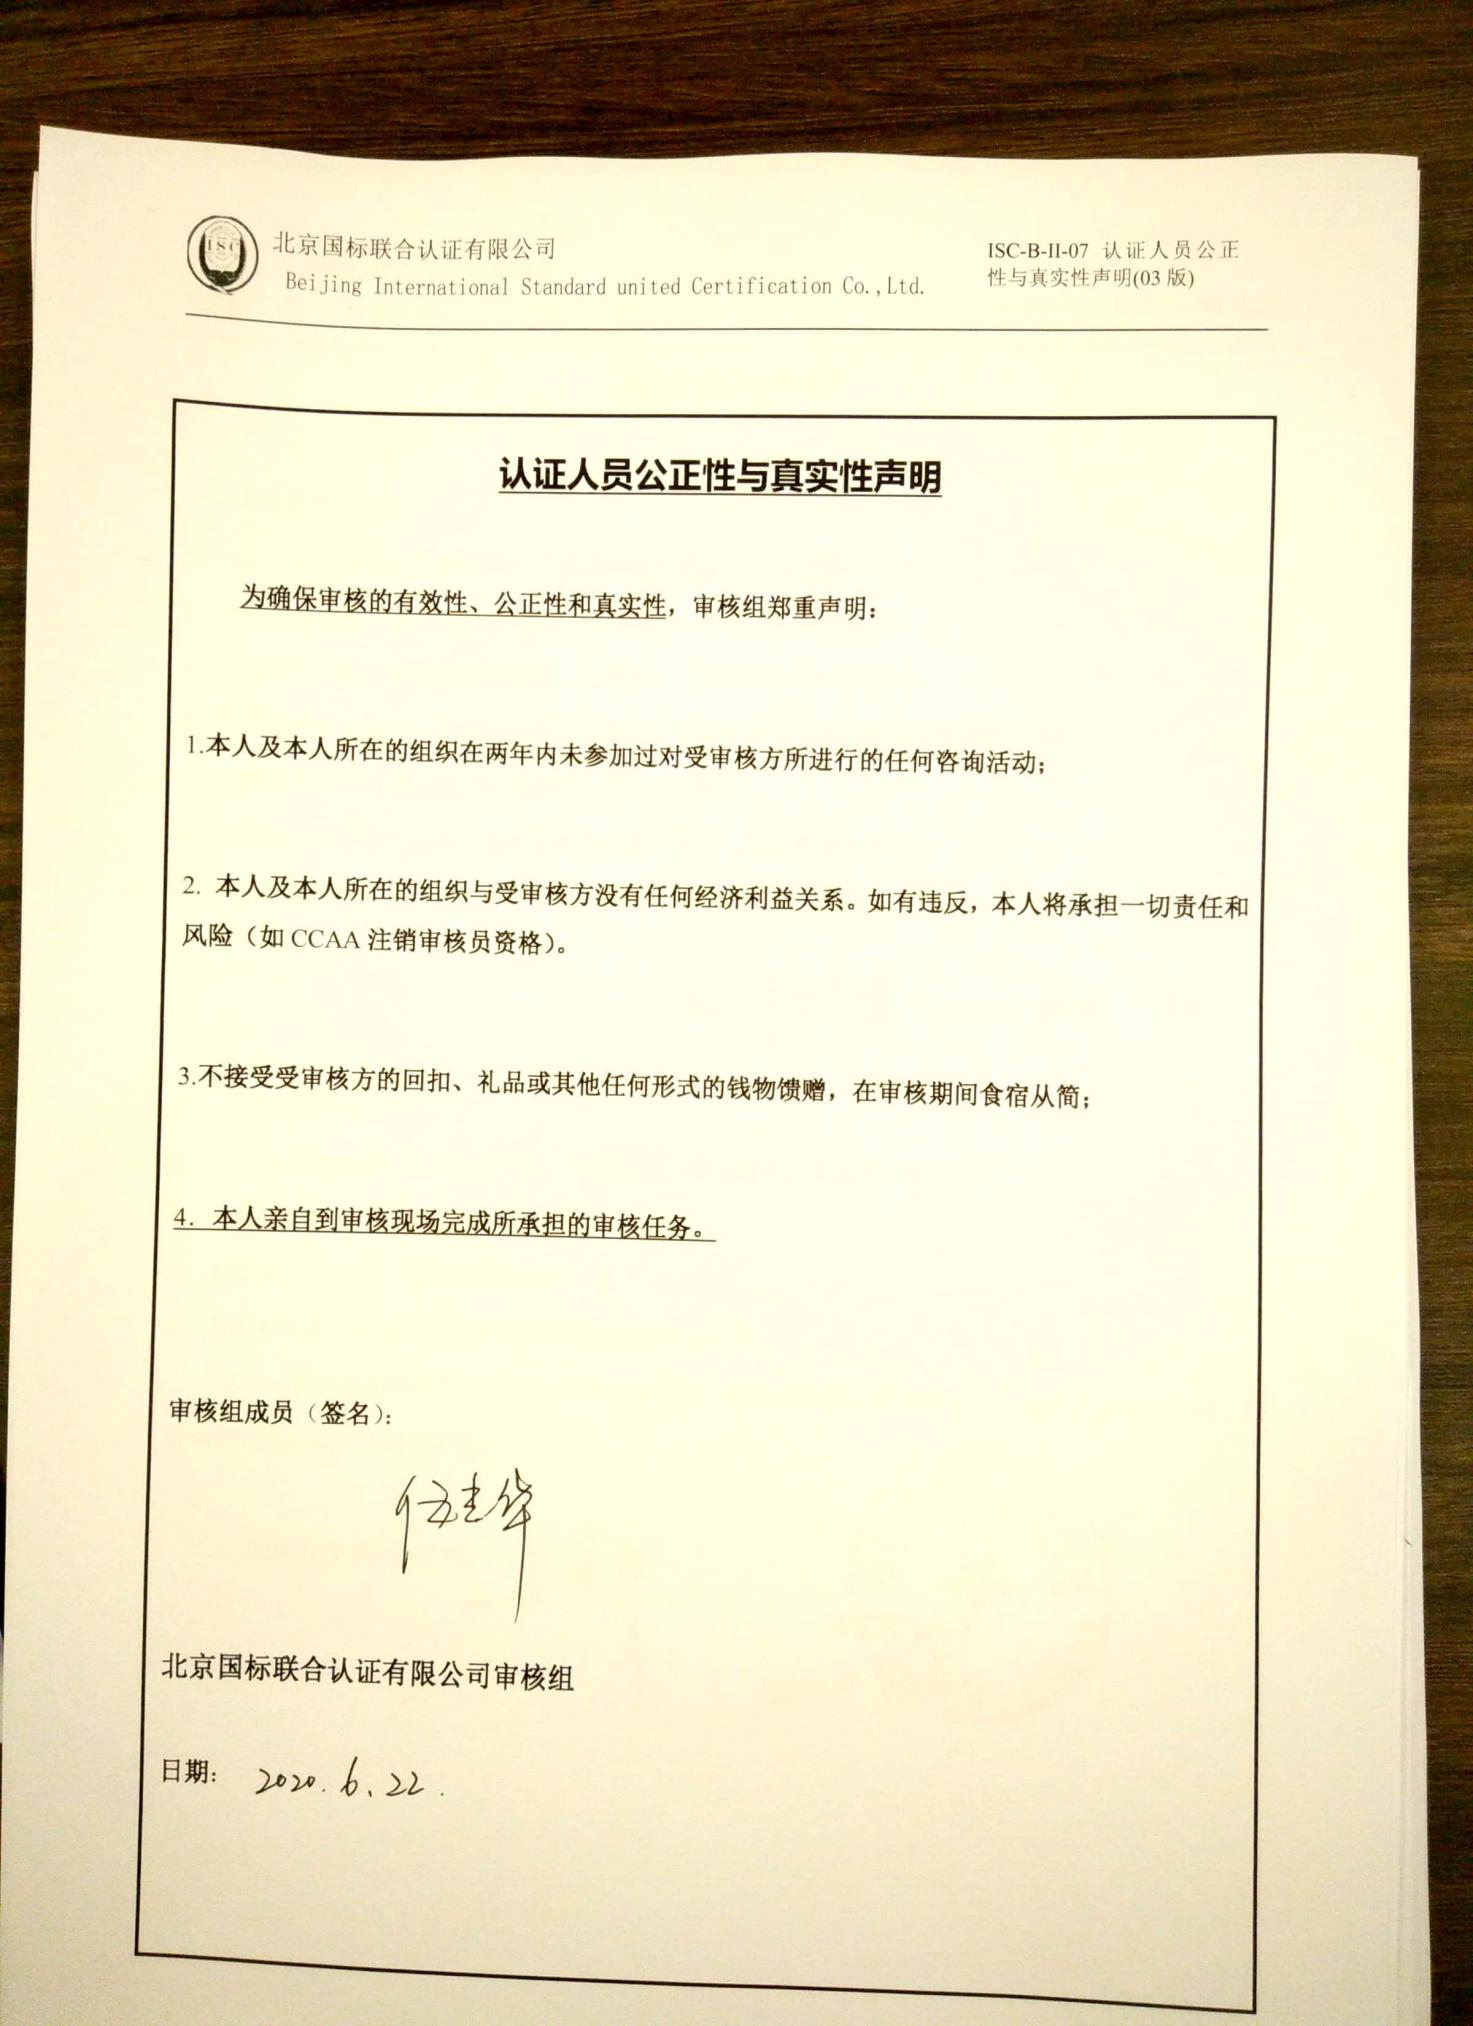 ISC
北京国标联合认证有限公司
Beijing International Standard united Certification Co.,Ltd.
ISC-B-II-07 认证人员公正
性与真实性声明(03 版)
认证人员公正性与真实性声明
为确保审核的有效性、公正性和真实性，审核组郑重声明：
1.本人及本人所在的组织在两年内未参加过对受审核方所进行的任何咨询活动；
2. 本人及本人所在的组织与受审核方没有任何经济利益关系。如有违反，本人将承担一切责任和
风险（如 CCAA 注销审核员资格）。
3.不接受受审核方的回扣、礼品或其他任何形式的钱物馈赠，在审核期间食宿从简；
4. 本人亲自到审核现场完成所承担的审核任务。
审核组成员（签名）：
伍圭华
北京国标联合认证有限公司审核组
日期： 2020.6.22.